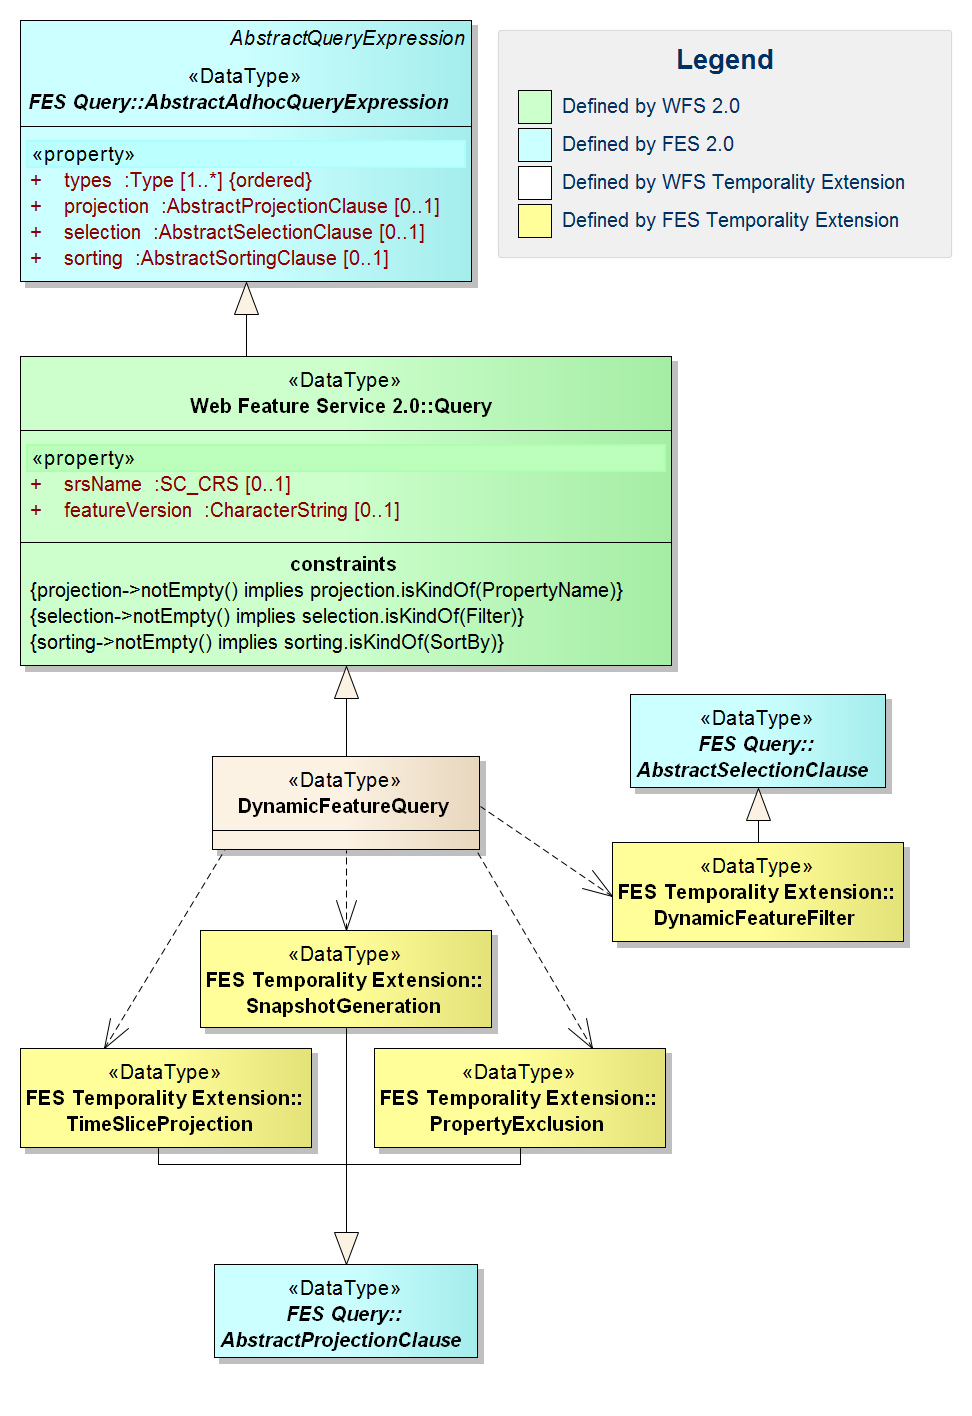 AbstractQueryExpression
«DataType»
FES Query::AbstractAdhocQueryExpression
«property»
+ types :Type [1..*] {ordered}
+ projection :AbstractProjectionClause [0..1]
+ selection :AbstractSelectionClause [0..1]
+ sorting :AbstractSortingClause [0..1]
Legend
Defined by WFS 2.0
Defined by FES 2.0
Defined by WFS Temporality Extension
Defined by FES Temporality Extension
«DataType»
Web Feature Service 2.0::Query
«property»
+ srsName :SC_CRS [0..1]
+ featureVersion :CharacterString [0..1]
constraints
{projection->notEmpty() implies projection.isKindOf(PropertyName)}
{selection->notEmpty() implies selection.isKindOf(Filter)}
{sorting->notEmpty() implies sorting.isKindOf(SortBy)}
«DataType»
FES Query::
AbstractSelectionClause
«DataType»
DynamicFeatureQuery
«DataType»
FES Temporality Extension::
DynamicFeatureFilter
«DataType»
FES Temporality Extension::
SnapshotGeneration
«DataType»
FES Temporality Extension::
TimeSliceProjection
«DataType»
FES Temporality Extension::
PropertyExclusion
«DataType»
FES Query::
AbstractProjectionClause